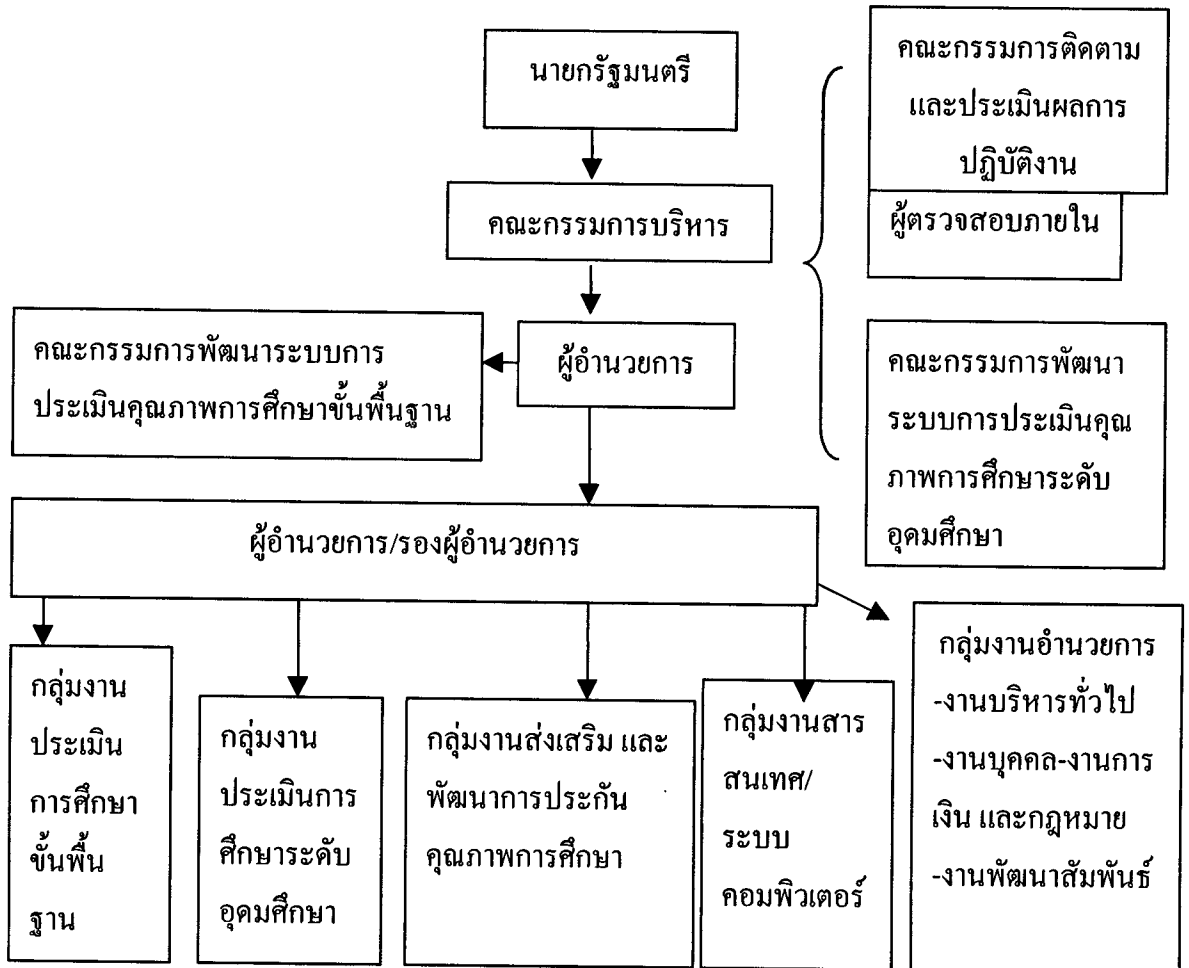 นายกรัฐมนตรี
คณะกรรมการติดตาม
และประเมินผลการ
ปฏิบัติงาน
คณะกรรมการบริหาร
ผู้ตรวจสอบภายใน
คณะกรรมการพัฒนาระบบการ
ประเมินคุณภาพการศึกษาขั้นพื้นฐาน
ผู้อำนวยการ
คณะกรรมการพัฒนา
ระบบการประเมินคุณ
ภาพการศึกษาระดับ
อุดมศึกษา
ผู้อำนวยการ/รองผู้อำนวยการ
กลุ่มงาน
ประเมิน
การศึกษา
ขั้นพื้น
ฐาน
กลุ่มงาน
ประเมินการ
ศึกษาระดับ
อุดมศึกษา
กลุ่มงานส่งเสริม และ
พัฒนาการประกัน
คุณภาพการศึกษา
กลุ่มงานสาร
สนเทศ/
ระบบ
คอมพิวเตอร์
กลุ่มงานอำนวยการ
-งานบริหารทั่วไป
-งานบุคคล-งานการ
เงิน และกฎหมาย
-งานพัฒนาสัมพันธ์